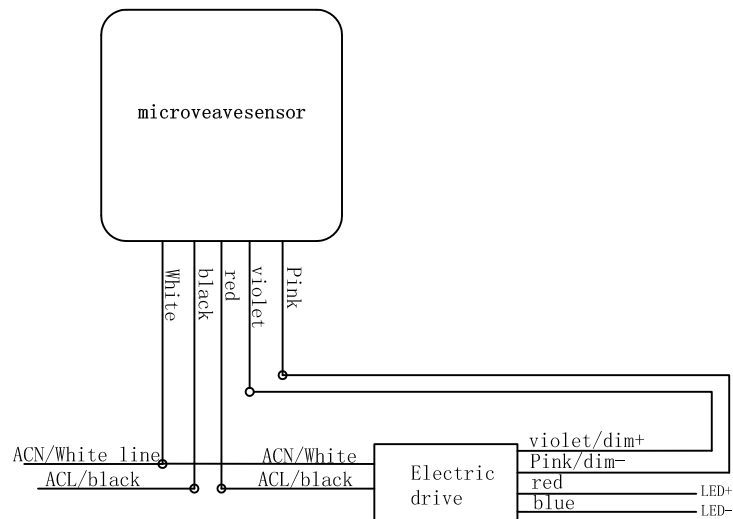 microveavesensor
White
black
red
violet
Pink
ACN/White line
ACN/White
ACL/black
ACL/black
Electric
drive
violet/dim+
Pink/dim-
red
blue
LED+
LED-